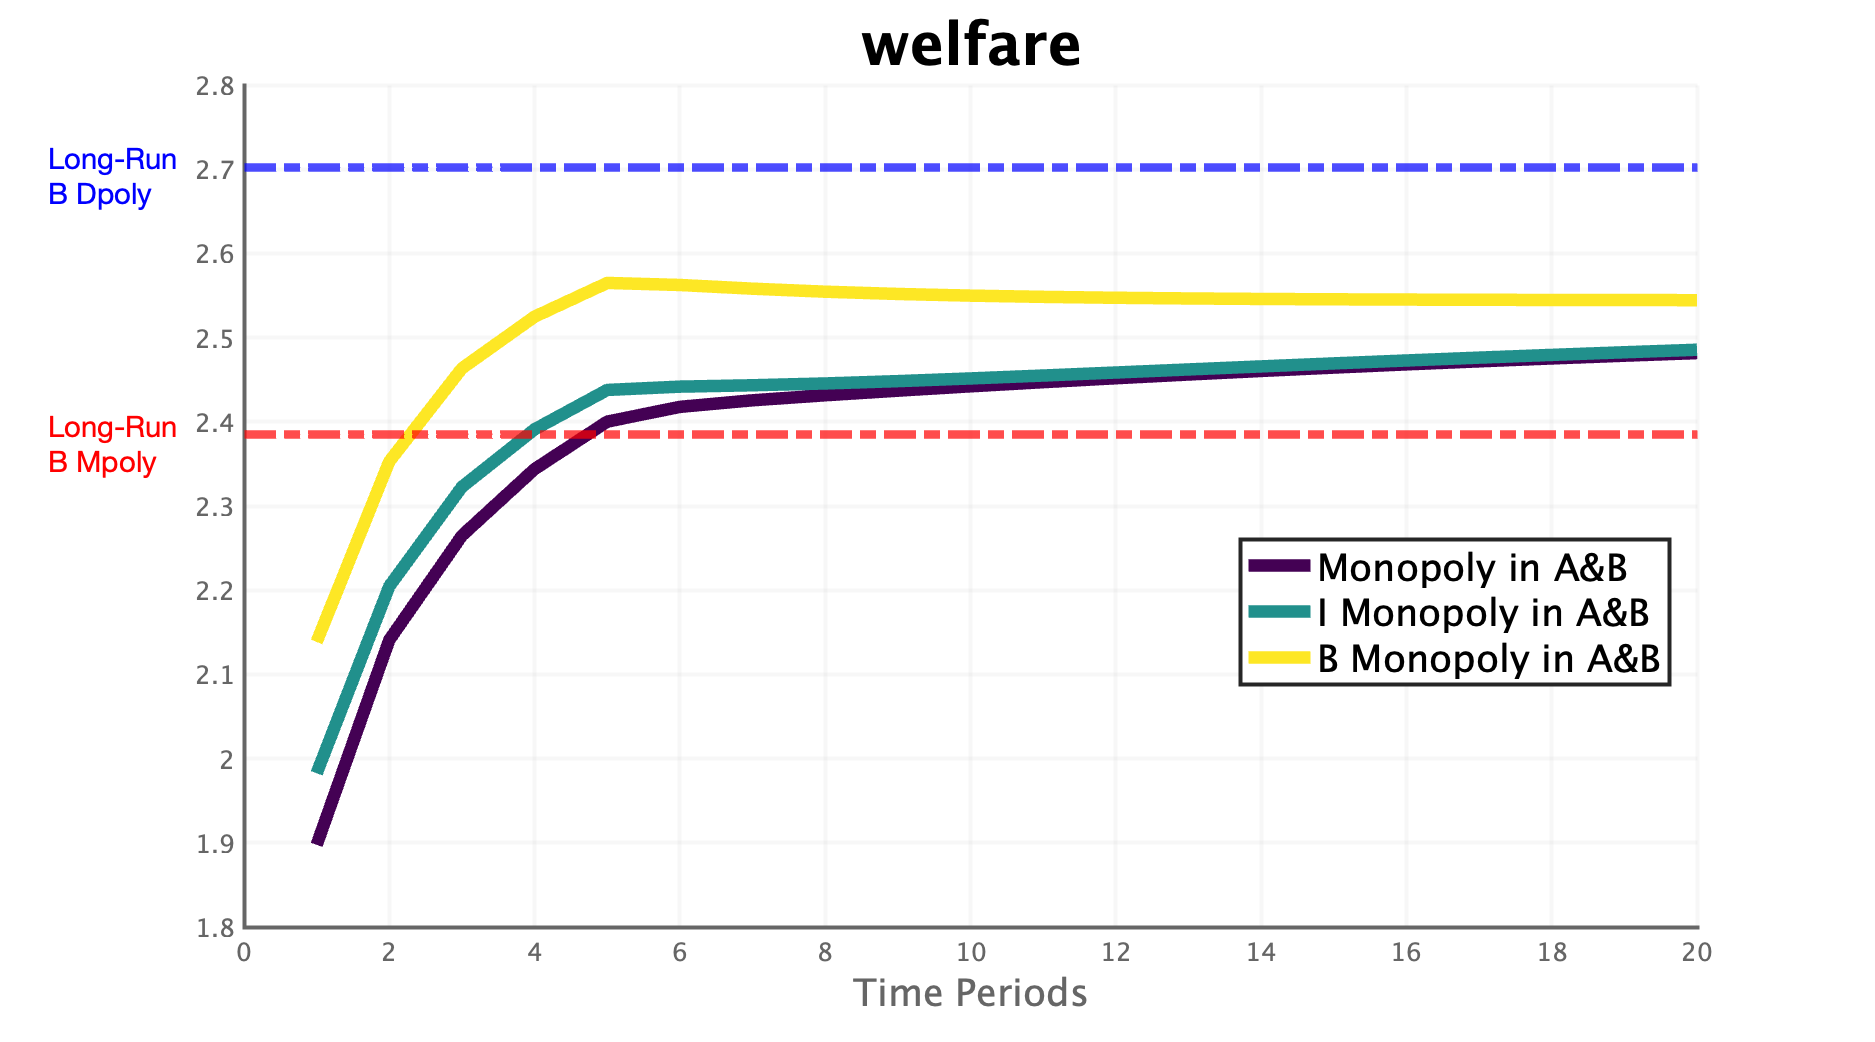 welfare
2.8
Long-Run
B Dpoly
2.7
2.6
2.5
2.4
Long-Run
B Mpoly
2.3
2.2
2.1
2
1.9
1.8
Monopoly in A&B
I Monopoly in A&B
B Monopoly in A&B
0 2 4 6 8 10 12 14 16 18 20
Time Periods